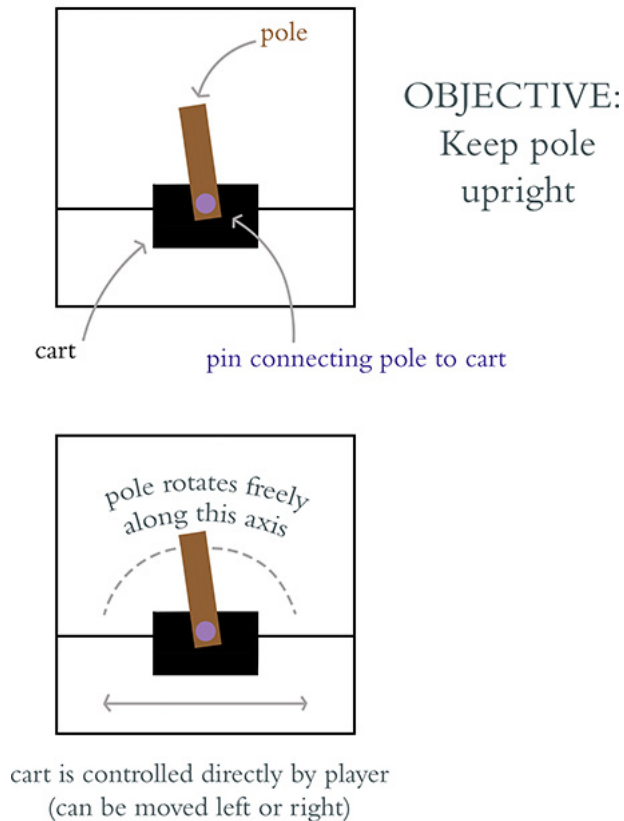 pole
OBJECTIVE:
Keep pole
upright
cart
pin connecting pole to cart
pole rotates freely
along this axis
cart is controlled directly by player
(can be moved left or right)